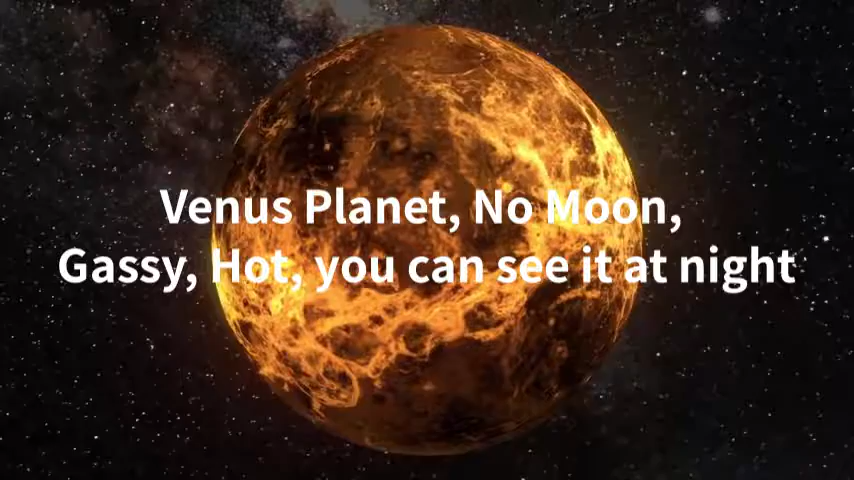 Venus Planet, No Moon,
Gassy, Hot, you can see it at night